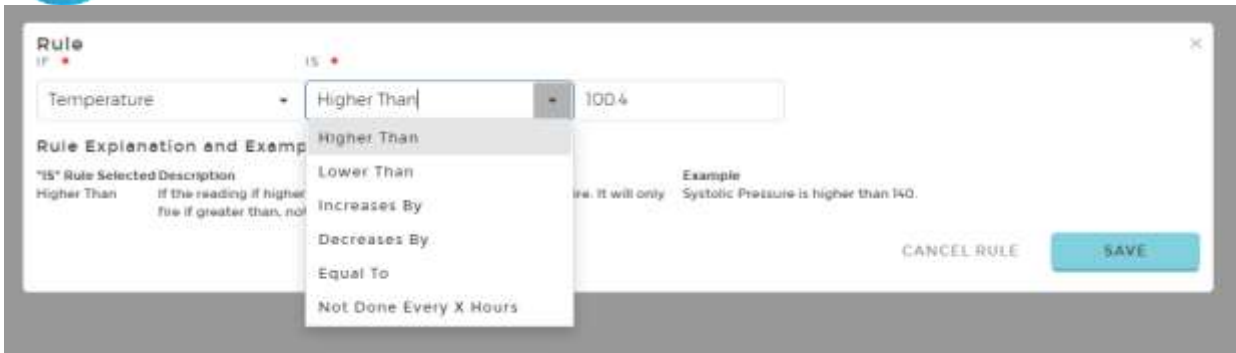 Rule
IF * IS *
Temperature Higher Than 100.4
Higher Than
Rule Explanation and Examp
Lower Than
"IS" Rule Selected Description Example
Higher Than If the reading if higher re. It will only Systolic Pressure is higher than 140.
Increases By
fire if greater than, not
Decreases By
CANCEL RULE SAVE
Equal To
Not Done Every X Hours